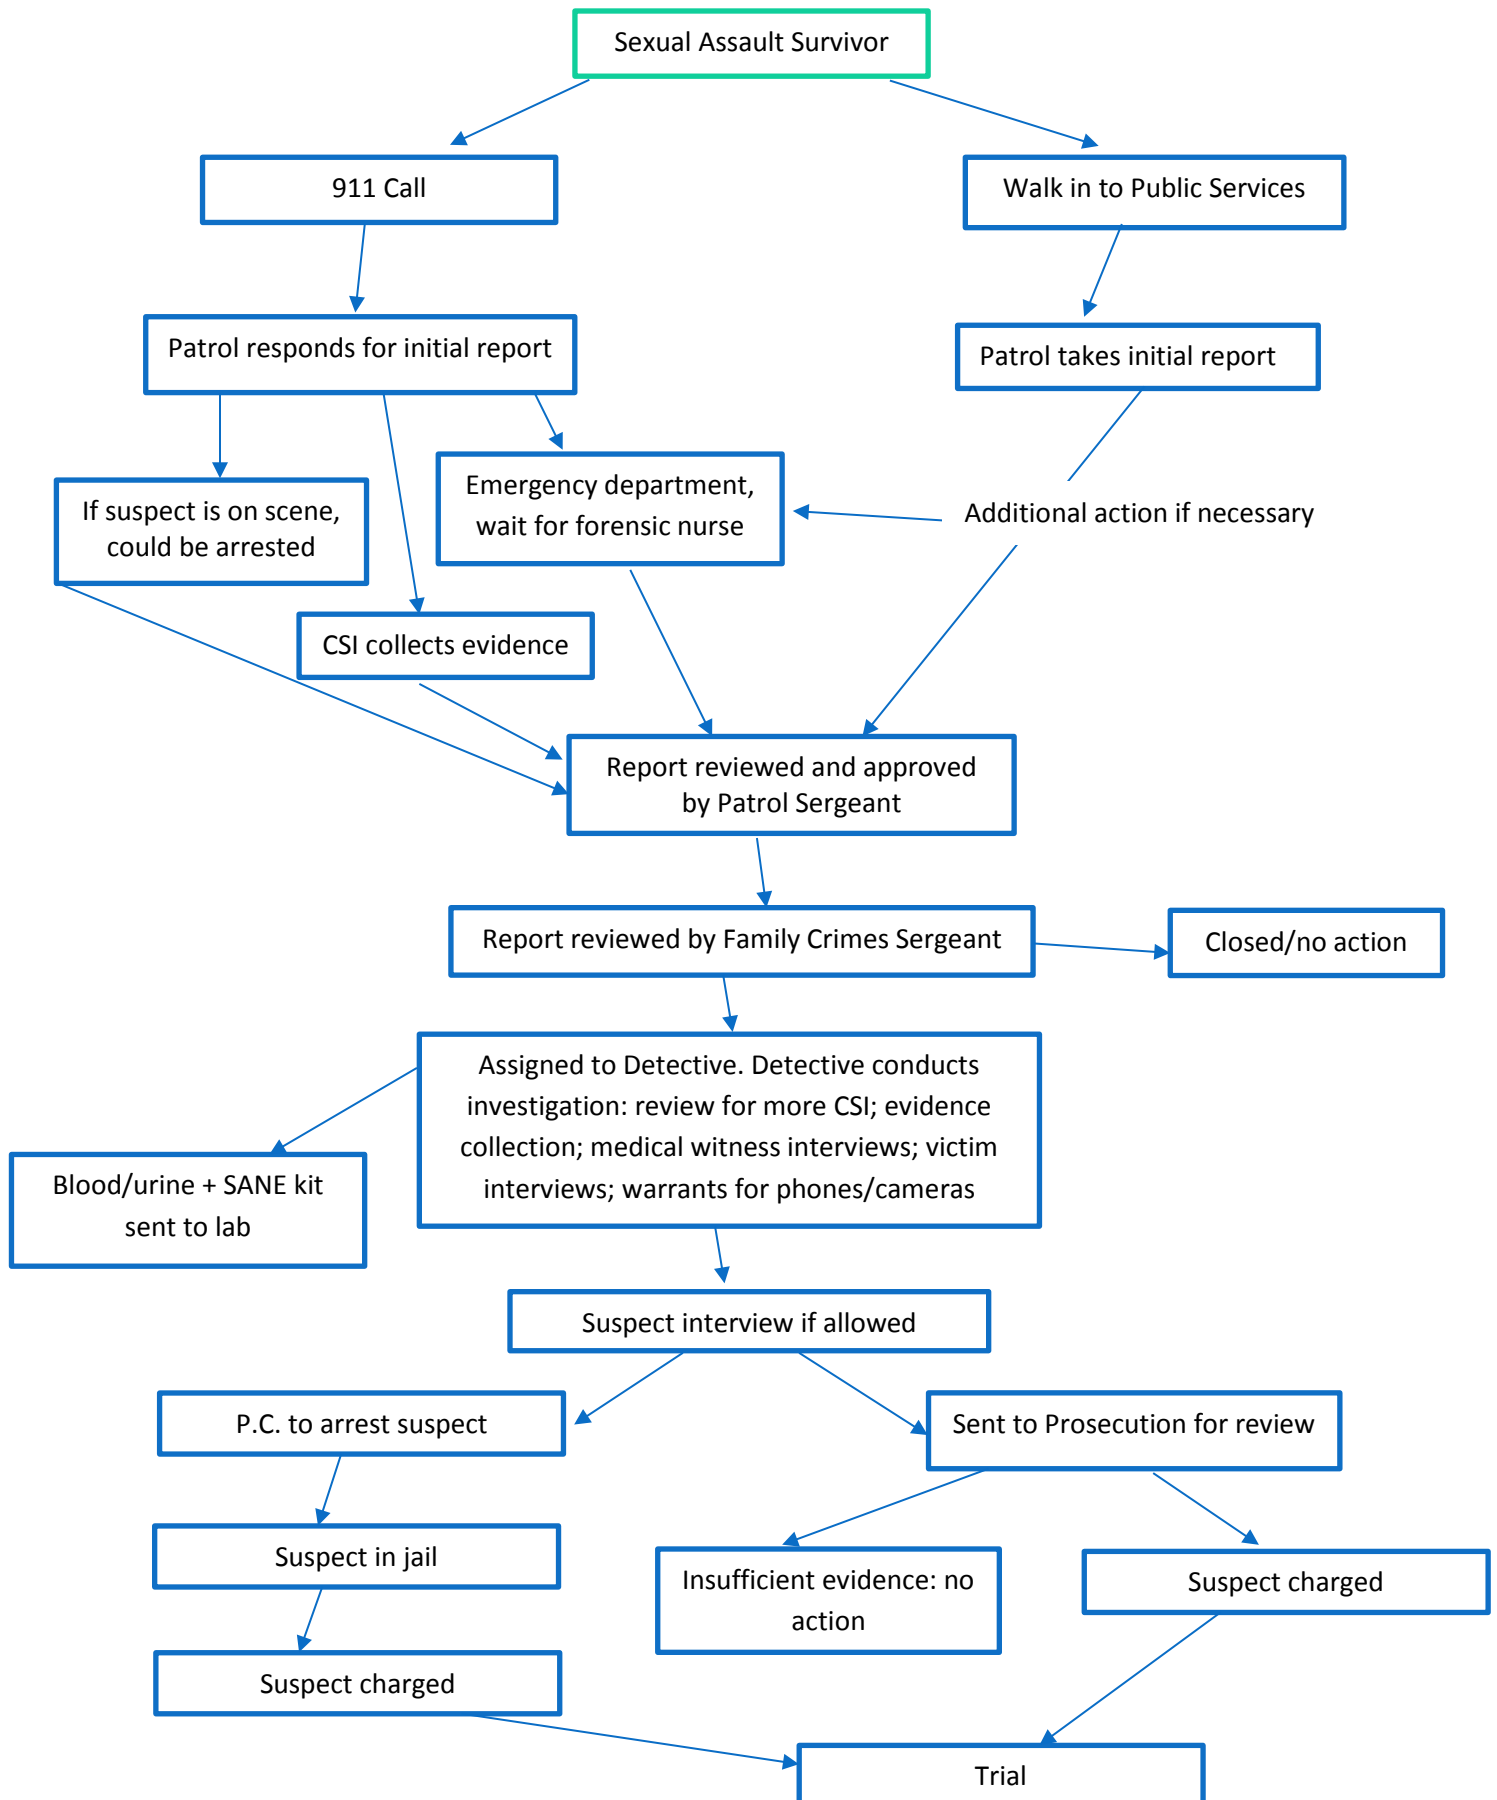 Sexual Assault Survivor
911 Call
Walk in to Public Services
Patrol responds for initial report
Patrol takes initial report
If suspect is on scene,
could be arrested
Emergency department,
wait for forensic nurse
Additional action if necessary
CSI collects evidence
Report reviewed and approved
by Patrol Sergeant
Report reviewed by Family Crimes Sergeant
Closed/no action
Assigned to Detective. Detective conducts
investigation: review for more CSI; evidence
collection; medical witness interviews; victim
interviews; warrants for phones/cameras
Blood/urine + SANE kit
sent to lab
Suspect interview if allowed
P.C. to arrest suspect
Sent to Prosecution for review
Suspect in jail
Insufficient evidence: no
action
Suspect charged
Suspect charged
Trial